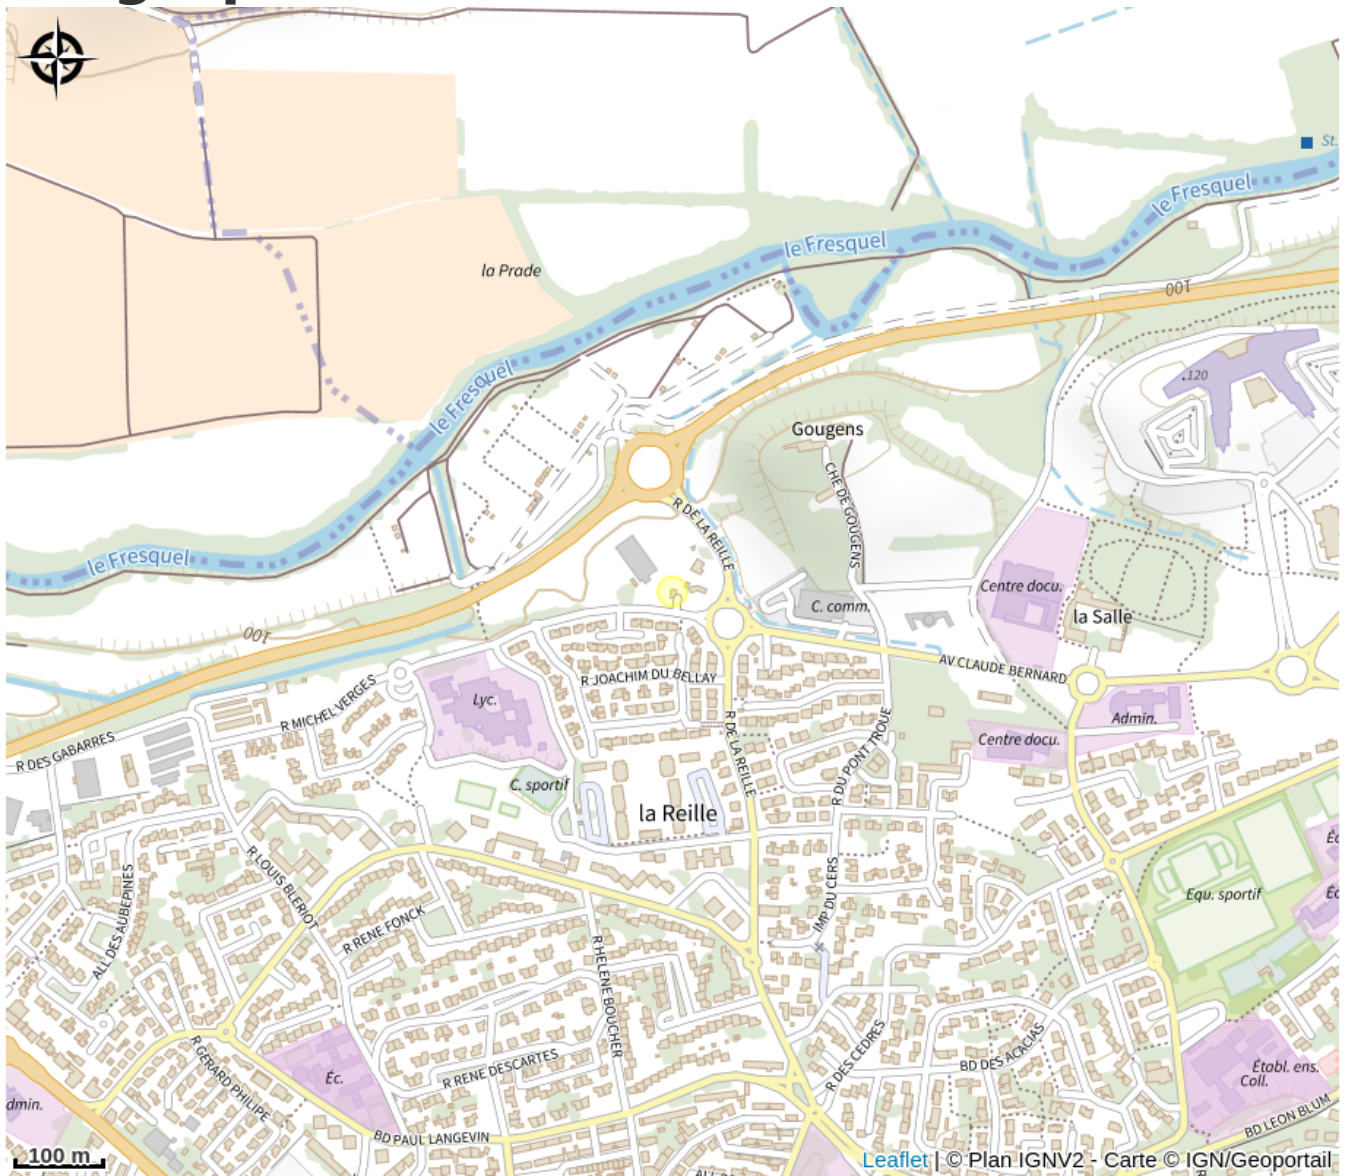 St.
le Fresquel
le Fresquel
la Prade
100
.120
le Fresquel
Gougens
CHE DE GOUGENS
R DE LA REILLE
le Fresquel
Centre docu.
C. comm.
la Salle
100
AV CLAUDE BERNARD
R JOACHIM DU BELLAY
R MICHEL VERGES
Lyc.
Admin.
R DE LA REILLE
R DU PONT TROUE
Centre docu.
R DES GABARRES
C. sportif
la Reille
Éc
R LOUIS BLERIOT
ALL DES AUBEPINES
IMP DU CERS
Equ. sportif
Éc
R RENE FONCK
R HELENE BOUCHER
R GERARD PHILIPE
R RENE DESCARTES
R DES CEDRES
BD DES ACACIAS
Éc.
Établ. ens.
Coll.
dmin.
BD PAUL LANGEVIN
BD LEON BLUM
100 m
Leaflet | © Plan IGNV2 - Carte © IGN/Geoportail